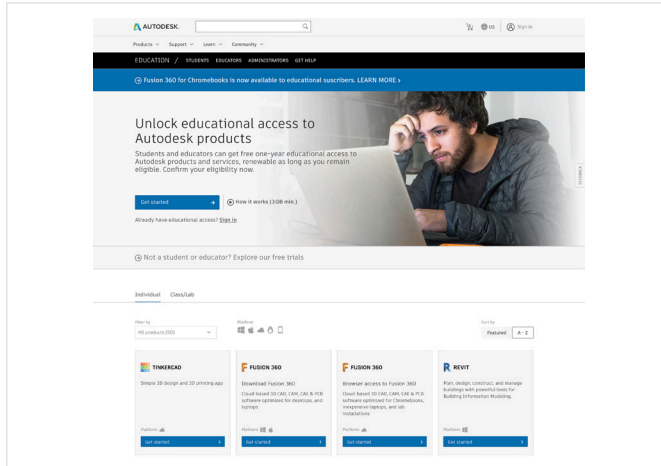 AUTODESK
US
Sign in
Products
Support
Learn
Community
EDUCATION / STUDENTS EDUCATORS ADMINISTRATORS GET HELP
Fusion 360 for Chromebooks is now available to educational suscribers. LEARN MORE >
Unlock educational access to
Autodesk products
Students and educators can get free one-year educational access to
Autodesk products and services, renewable as long as you remain
eligible. Confirm your eligibility now.
Get started
How it works (3:08 min.)
Already have educational access? Sign in
FEEDBACK
Not a student or educator? Explore our free trials
Individual Class/Lab
Filter by
All products (50)
Platform
Sort by
Featured A - Z
TINKERCAD
Simple 3D design and 3D printing app
Platform:
Get started
FUSION 360
Download Fusion 360
Cloud-based 3D CAD, CAM, CAE & PCB
software optimized for desktops, and
laptops
Platform:
Get started
FUSION 360
Browser access to Fusion 360
Cloud-based 3D CAD, CAM, CAE & PCB
software optimized for Chromebooks,
inexpensive laptops, and lab
installations
Platform:
Get started
REVIT
Plan, design, construct, and manage
buildings with powerful tools for
Building Information Modeling.
Platform:
Get started